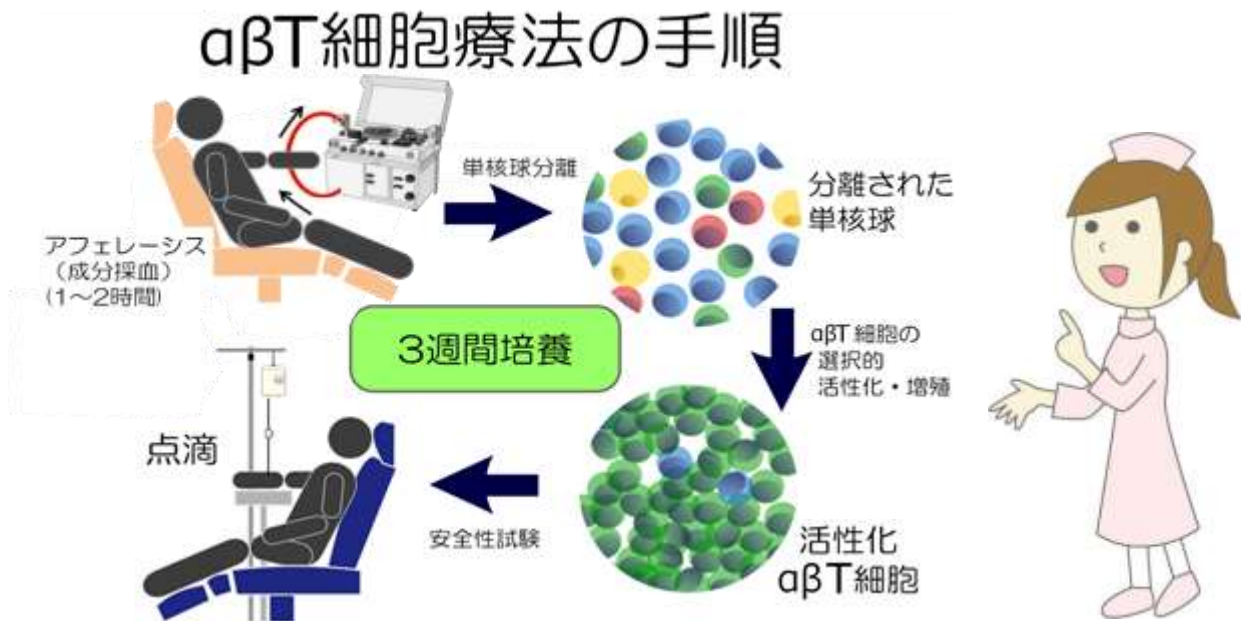 αβT細胞療法の手順
アフェレーシス
（成分採血）
(1〜2時間)
単核球分離
分離された
単核球
αβT細胞の
選択的
活性化・増殖
3週間培養
活性化
αβT細胞
安全性試験
点滴